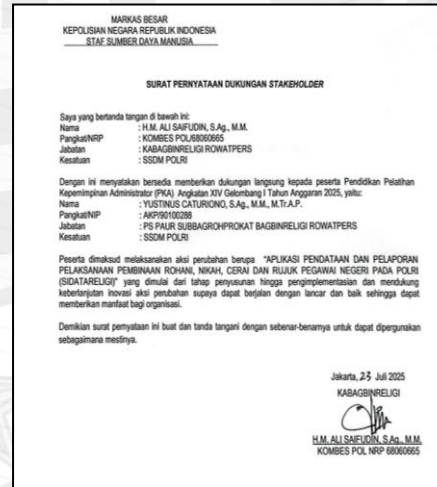 MARKAS BESAR
KEPOLISIAN NEGARA REPUBLIK INDONESIA
STAF SUMBER DAYA MANUSIA
SURAT PERNYATAAN DUKUNGAN STAKEHOLDER
Saya yang bertanda tangan di bawah ini:
Nama : H.M. ALI SAIFUDIN, S.Ag., M.M.
Pangkat/NRP : KOMBES POL/68060665
Jabatan : KABAGBINRELIGI ROWATPERS
Kesatuan : SSDM POLRI
Dengan ini menyatakan bersedia memberikan dukungan langsung kepada peserta Pendidikan Pelatihan
Kepemimpinan Administrator (PKA) Angkatan XIV Gelombang I Tahun Anggaran 2025, yaitu:
Nama : YUSTINUS CATURIONO, S.Ag., M.M., M.Tr.A.P.
Pangkat/NIP : AKP/90100288
Jabatan : PS PAUR SUBBAGROHPROKAT BAGBINRELIGI ROWATPERS
Kesatuan : SSDM POLRI
Peserta dimaksud melaksanakan aksi perubahan berupa "APLIKASI PENDATAAN DAN PELAPORAN
PELAKSANAAN PEMBINAAN ROHANI, NIKAH, CERAI DAN RUJUK PEGAWAI NEGERI PADA POLRI
(SIDATARELIGI)" yang dimulai dari tahap penyusunan hingga pengimplementasian dan mendukung
keberlanjutan inovasi aksi perubahan supaya dapat berjalan dengan lancar dan baik sehingga dapat
memberikan manfaat bagi organisasi.
Demikian surat pernyataan ini buat dan tanda tangani dengan sebenar-benarnya untuk dapat dipergunakan
sebagaimana mestinya.
Jakarta, 23 Juli 2025
KABAGBINRELIGI
H.M. ALI SAIFUDIN, S.Ag., M.M.
KOMBES POL NRP 68060665